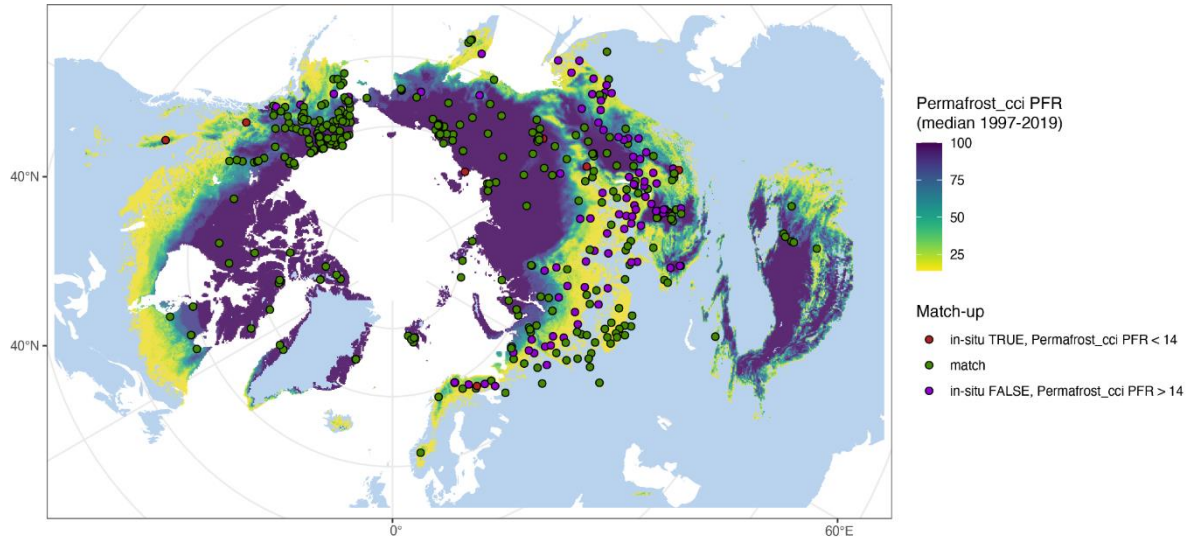 40°N
40°N
0°
60°E
Permafrost_cci PFR
(median 1997-2019)
100
75
50
25
Match-up
in-situ TRUE, Permafrost_cci PFR < 14
match
in-situ FALSE, Permafrost_cci PFR > 14